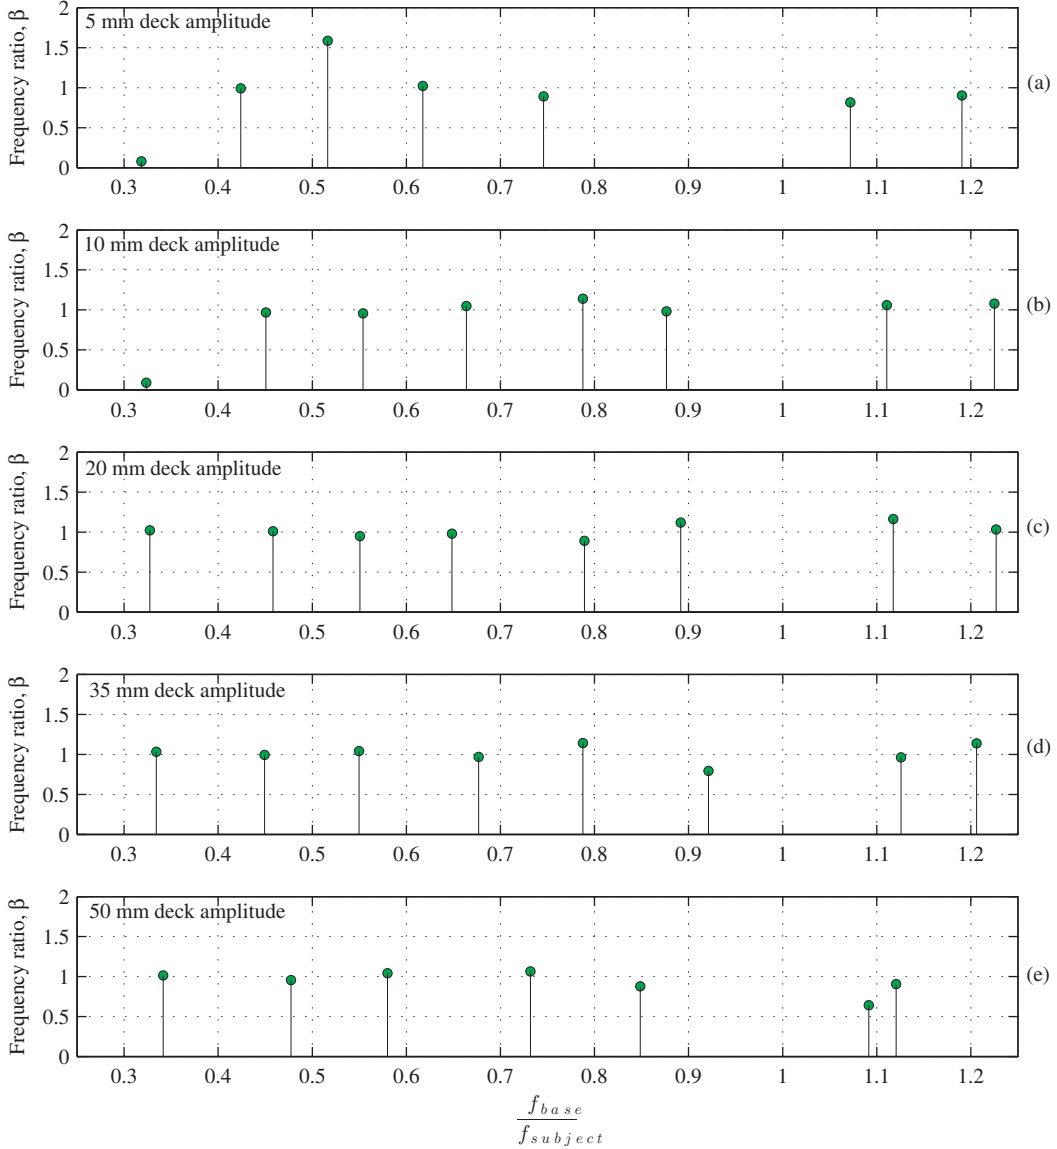 5 mm deck amplitude
Frequency ratio, β
2
1.5
1
0.5
0
0.3 0.4 0.5 0.6 0.7 0.8 0.9 1 1.1 1.2
(a)
10 mm deck amplitude
Frequency ratio, β
2
1.5
1
0.5
0
0.3 0.4 0.5 0.6 0.7 0.8 0.9 1 1.1 1.2
(b)
20 mm deck amplitude
Frequency ratio, β
2
1.5
1
0.5
0
0.3 0.4 0.5 0.6 0.7 0.8 0.9 1 1.1 1.2
(c)
35 mm deck amplitude
Frequency ratio, β
2
1.5
1
0.5
0
0.3 0.4 0.5 0.6 0.7 0.8 0.9 1 1.1 1.2
(d)
50 mm deck amplitude
Frequency ratio, β
2
1.5
1
0.5
0
0.3 0.4 0.5 0.6 0.7 0.8 0.9 1 1.1 1.2
(e)
f base
f subject